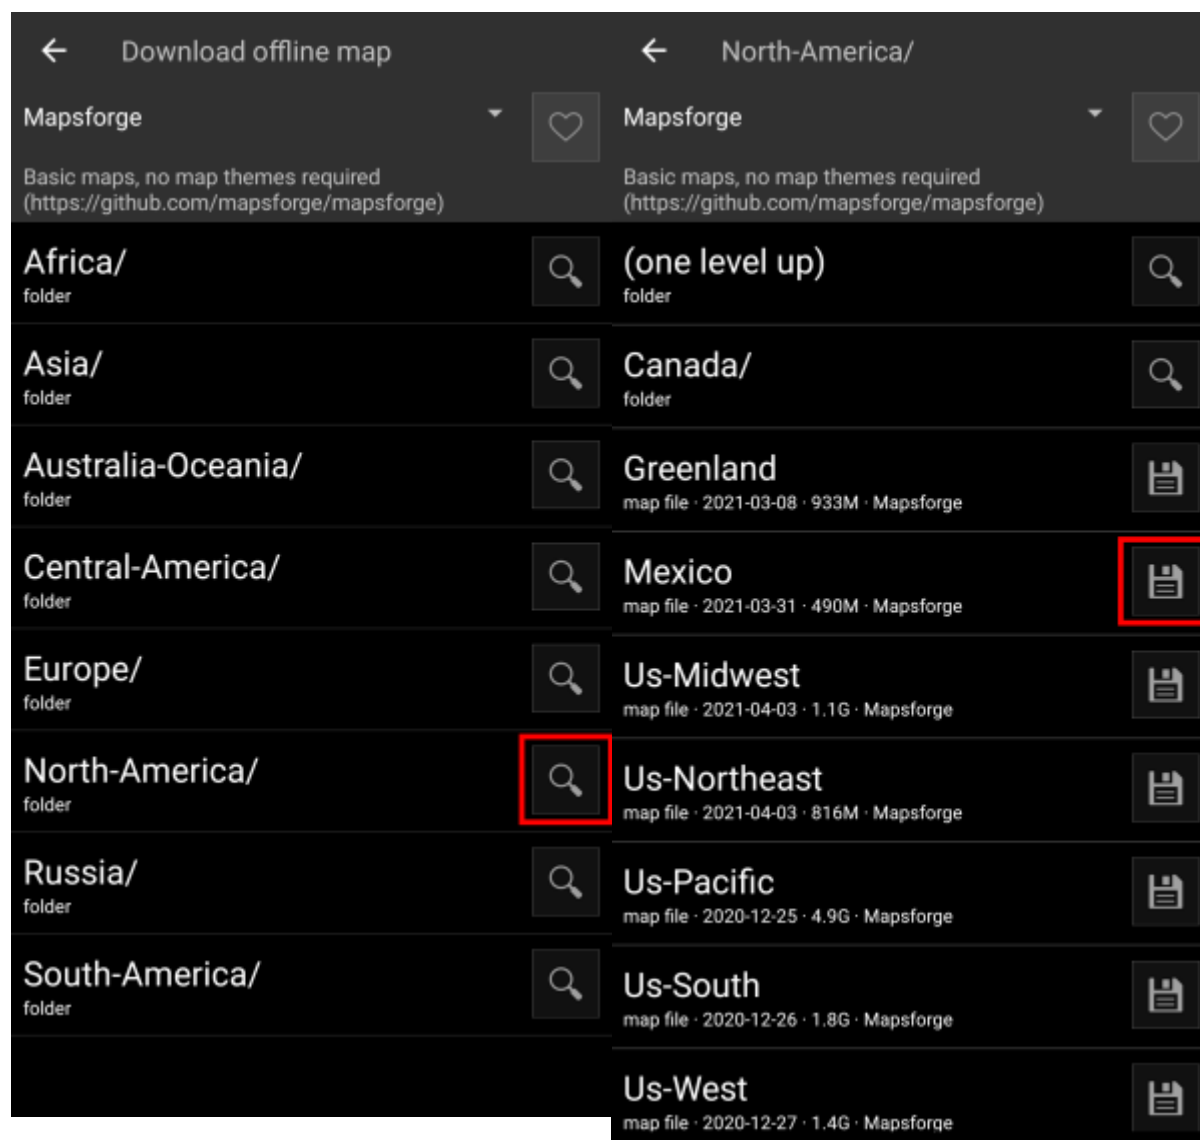 Download offline map
Mapsforge
Basic maps, no map themes required
(https://github.com/mapsforge/mapsforge)
Africa/
folder
Asia/
folder
Australia-Oceania/
folder
Central-America/
folder
Europe/
folder
North-America/
folder
Russia/
folder
South-America/
folder
North-America/
Mapsforge
Basic maps, no map themes required
(https://github.com/mapsforge/mapsforge)
(one level up)
folder
Canada/
folder
Greenland
map file · 2021-03-08 · 933M · Mapsforge
Mexico
map file · 2021-03-31 · 490M · Mapsforge
Us-Midwest
map file · 2021-04-03 · 1.1G · Mapsforge
Us-Northeast
map file · 2021-04-03 · 816M · Mapsforge
Us-Pacific
map file · 2020-12-25 · 4.9G · Mapsforge
Us-South
map file · 2020-12-26 · 1.8G · Mapsforge
Us-West
map file · 2020-12-27 · 1.4G · Mapsforge